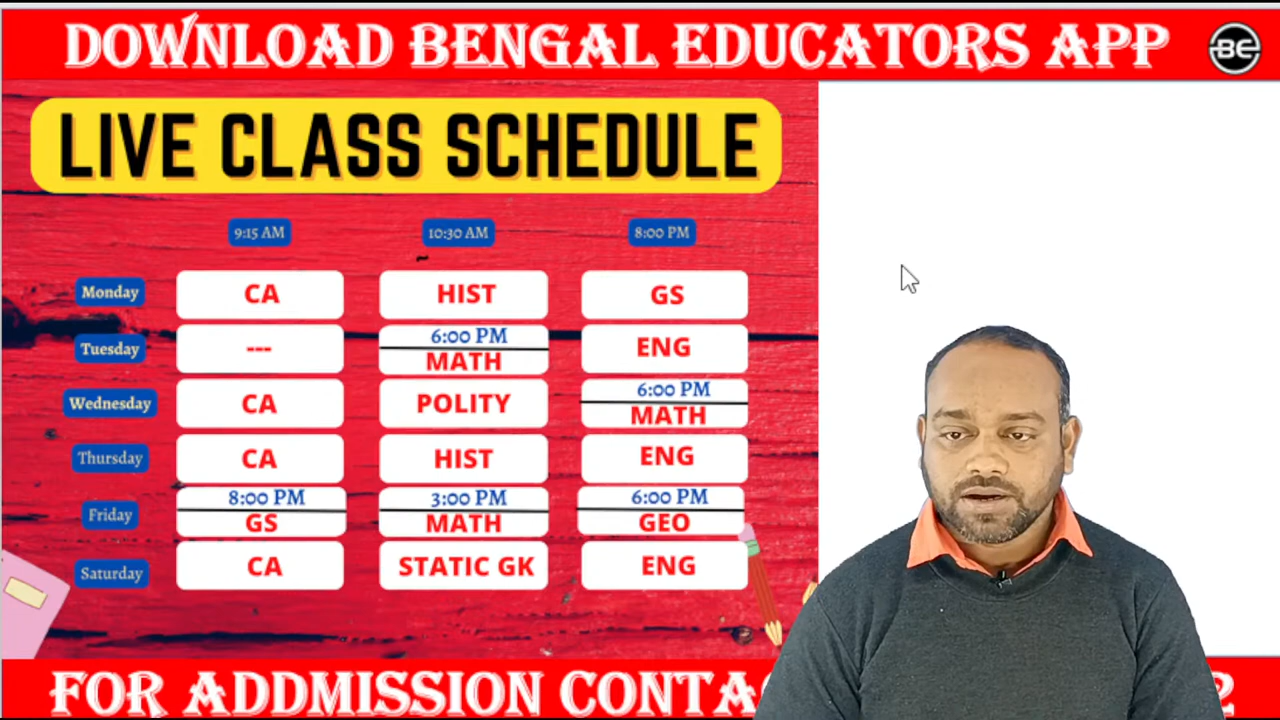 DOWNLOAD BENGAL EDUCATORS APP
BE
LIVE CLASS SCHEDULE
9:15 AM 10:30 AM 8:00 PM
Monday CA HIST GS
Tuesday --- 6:00 PM MATH ENG
Wednesday CA POLITY 6:00 PM MATH
Thursday CA HIST ENG
Friday 8:00 PM GS 3:00 PM MATH 6:00 PM GEO
Saturday CA STATIC GK ENG
FOR ADDMISSION